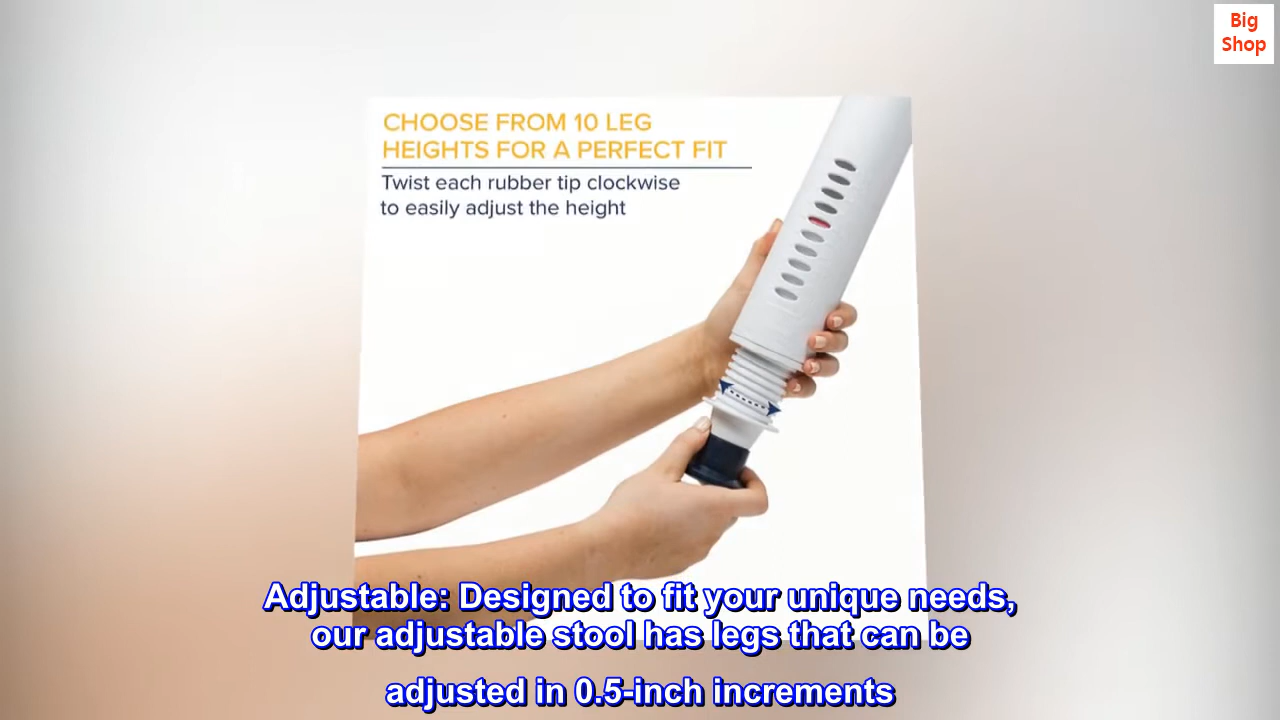 Big
Shop
CHOOSE FROM 10 LEG
HEIGHTS FOR A PERFECT FIT
Twist each rubber tip clockwise
to easily adjust the height
Adjustable: Designed to fit your unique needs,
our adjustable stool has legs that can be
adjusted in 0.5-inch increments